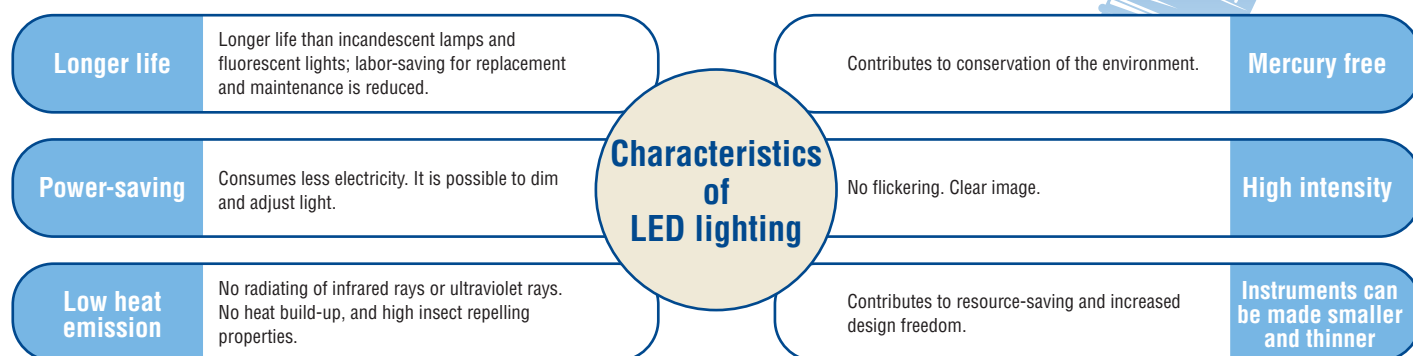 Longer life
Longer life than incandescent lamps and
fluorescent lights; labor-saving for replacement
and maintenance is reduced.
Power-saving
Consumes less electricity. It is possible to dim
and adjust light.
Low heat
emission
No radiating of infrared rays or ultraviolet rays.
No heat build-up, and high insect repelling
properties.
Characteristics
of
LED lighting
Contributes to conservation of the environment.
Mercury free
No flickering. Clear image.
High intensity
Contributes to resource-saving and increased
design freedom.
Instruments can
be made smaller
and thinner